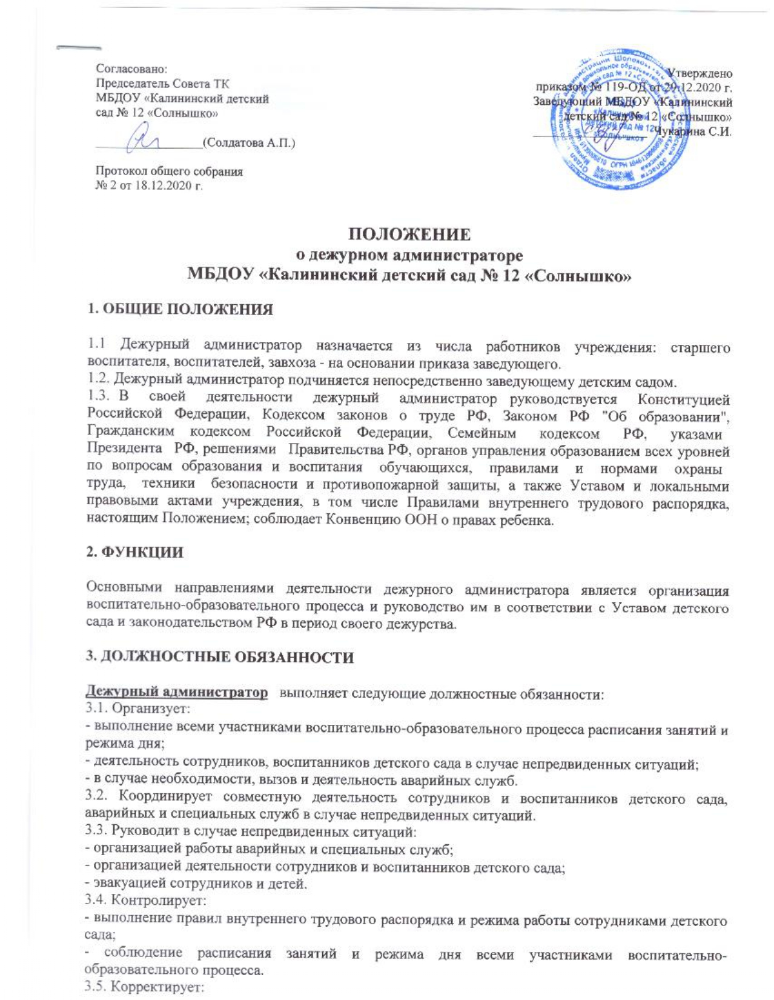 Согласовано:
Председатель Совета ТК
МБДОУ «Калининский детский
сад № 12 «Солнышко»
(Солдатова А.П.)
Протокол общего собрания
№ 2 от 18.12.2020 г.
Утверждено
приказом № 119-ОД от 29.12.2020 г.
Заведующий МБДОУ «Калининский
детский сад № 12 «Солнышко»
Чукарина С.И.
«Калининский
детский сад № 12
«Солнышко»
ПОЛОЖЕНИЕ
о дежурном администраторе
МБДОУ «Калининский детский сад № 12 «Солнышко»
1. ОБЩИЕ ПОЛОЖЕНИЯ
1.1 Дежурный администратор назначается из числа работников учреждения: старшего
воспитателя, воспитателей, завхоза - на основании приказа заведующего.
1.2. Дежурный администратор подчиняется непосредственно заведующему детским садом.
1.3. В своей деятельности дежурный администратор руководствуется Конституцией
Российской Федерации, Кодексом законов о труде РФ, Законом РФ "Об образовании",
Гражданским кодексом Российской Федерации, Семейным кодексом РФ, указами
Президента РФ, решениями Правительства РФ, органов управления образованием всех уровней
по вопросам образования и воспитания обучающихся, правилами и нормами охраны
труда, техники безопасности и противопожарной защиты, а также Уставом и локальными
правовыми актами учреждения, в том числе Правилами внутреннего трудового распорядка,
настоящим Положением; соблюдает Конвенцию ООН о правах ребенка.
2. ФУНКЦИИ
Основными направлениями деятельности дежурного администратора является организация
воспитательно-образовательного процесса и руководство им в соответствии с Уставом детского
сада и законодательством РФ в период своего дежурства.
3. ДОЛЖНОСТНЫЕ ОБЯЗАННОСТИ
Дежурный администратор выполняет следующие должностные обязанности:
3.1. Организует:
- выполнение всеми участниками воспитательно-образовательного процесса расписания занятий и
режима дня;
- деятельность сотрудников, воспитанников детского сада в случае непредвиденных ситуаций;
- в случае необходимости, вызов и деятельность аварийных служб.
3.2. Координирует совместную деятельность сотрудников и воспитанников детского сада,
аварийных и специальных служб в случае непредвиденных ситуаций.
3.3. Руководит в случае непредвиденных ситуаций:
- организацией работы аварийных и специальных служб;
- организацией деятельности сотрудников и воспитанников детского сада;
- эвакуацией сотрудников и детей.
3.4. Контролирует:
- выполнение правил внутреннего трудового распорядка и режима работы сотрудниками детского
сада;
- соблюдение расписания занятий и режима дня всеми участниками воспитательно-
образовательного процесса.
3.5. Корректирует: